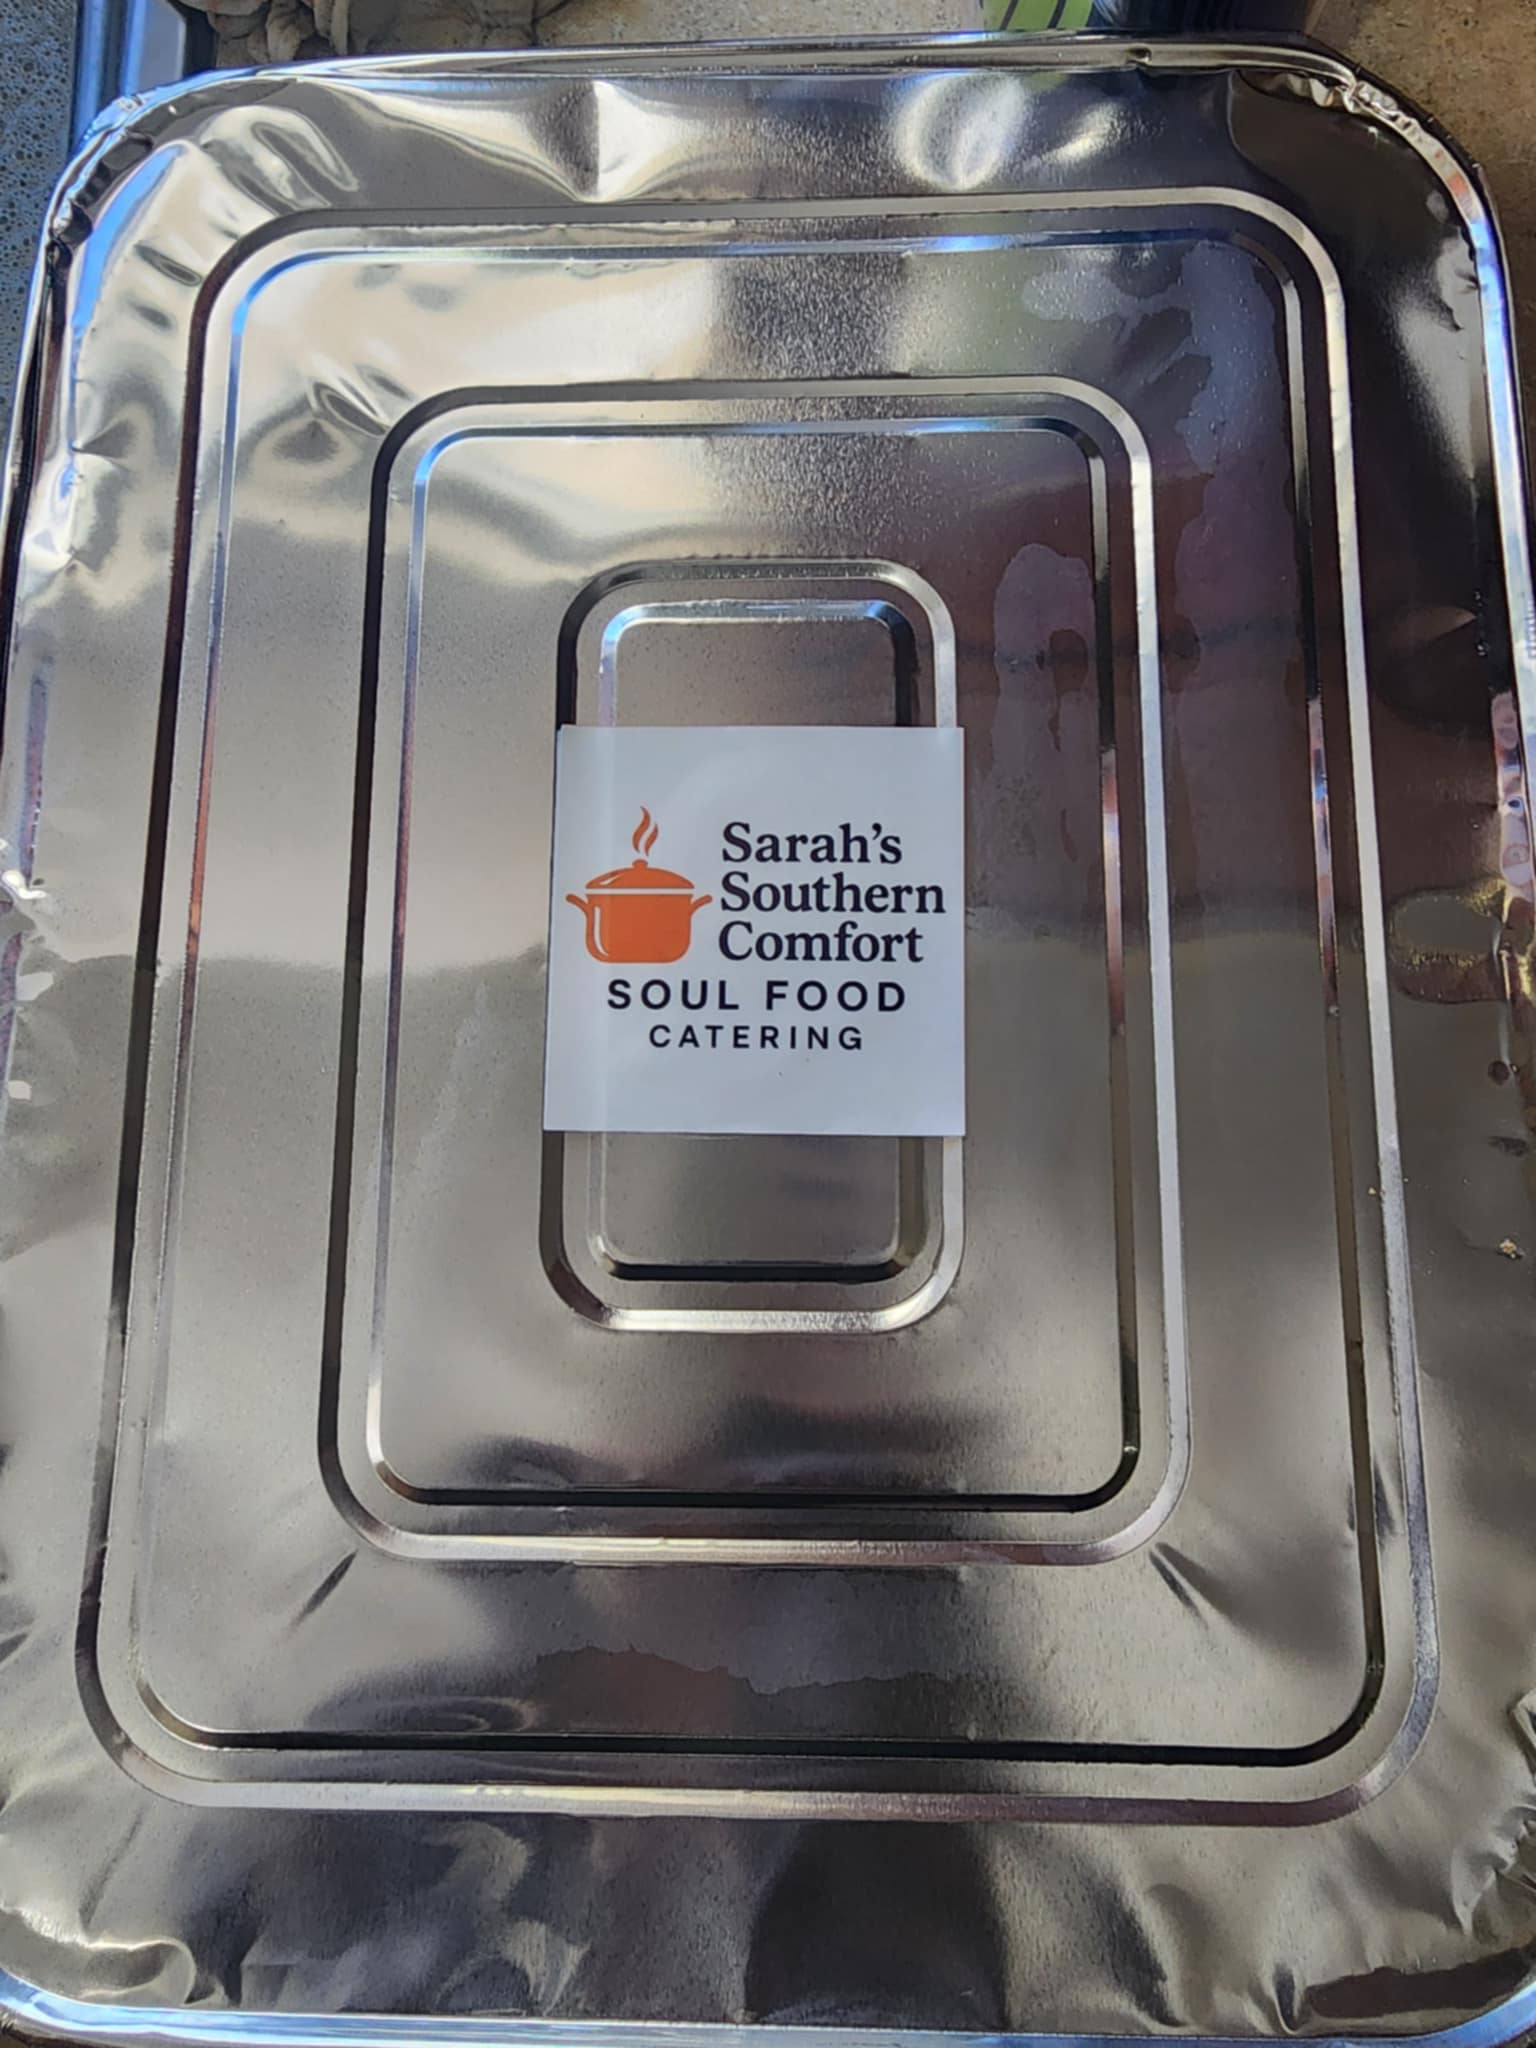 Sarah's
Southern
Comfort
SOUL FOOD
CATERING